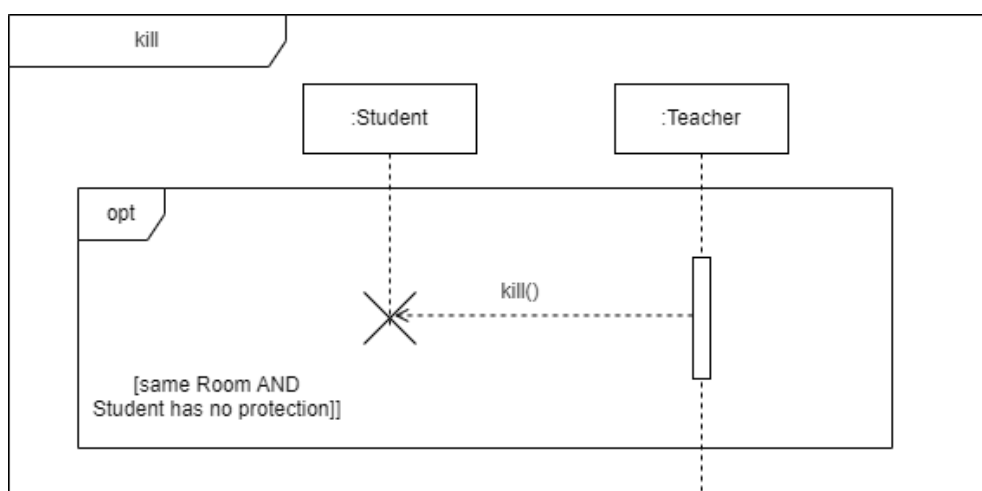 kill
:Student
:Teacher
opt
kill()
[same Room AND
Student has no protection]]